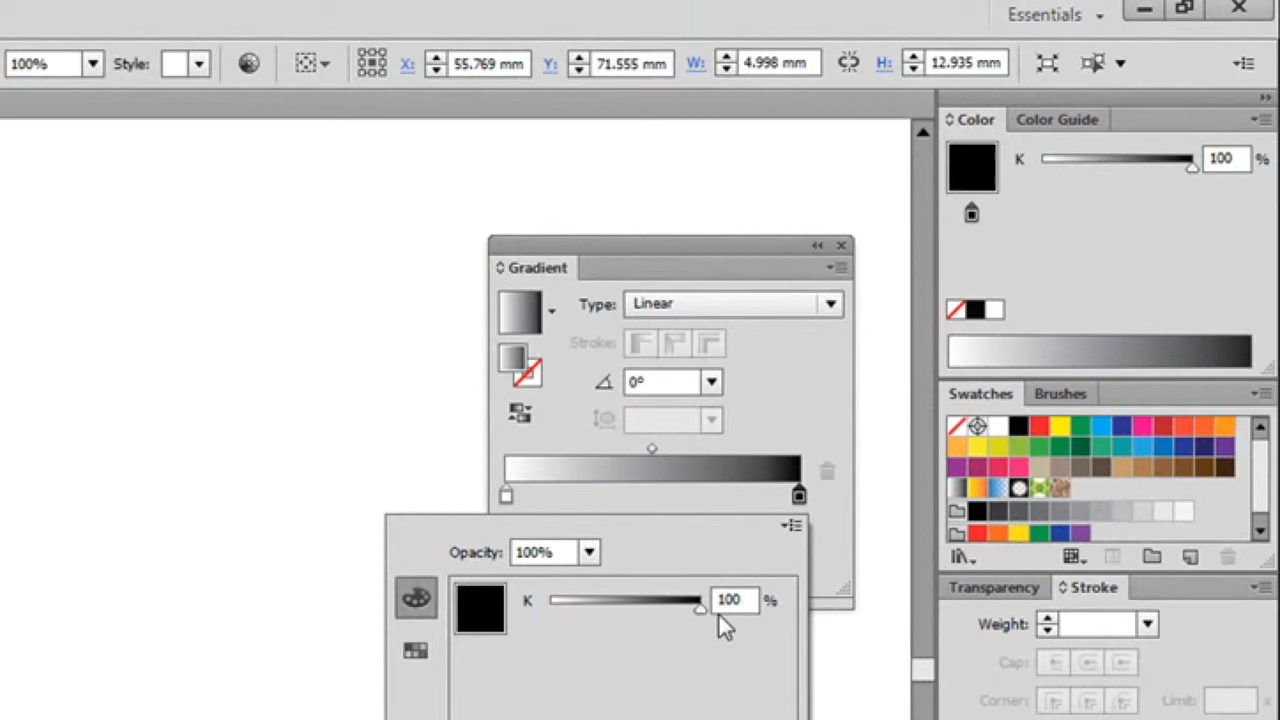 Essentials
100% Style: X: 55.769 mm Y: 71.555 mm W: 4.998 mm H: 12.935 mm
Color Color Guide
K 100 %
Gradient
Type: Linear
Stroke:
0°
Swatches Brushes
Opacity: 100%
K 100 %
Transparency Stroke
Weight:
Cap:
Corner: Limit: x